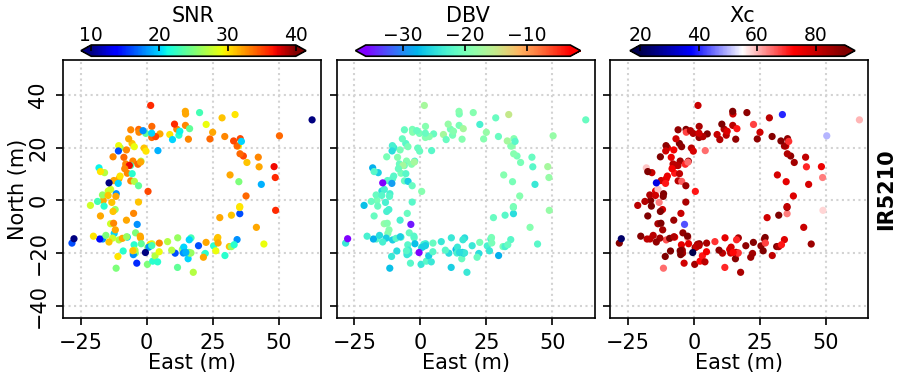 SNR DBV Xc
10 20 30 40 −30 −20 −10 20 40 60 80
North (m)
40
20
0
−20
−40
−25 0 25 50 −25 0 25 50 −25 0 25 50
East (m) East (m) East (m)
IR5210